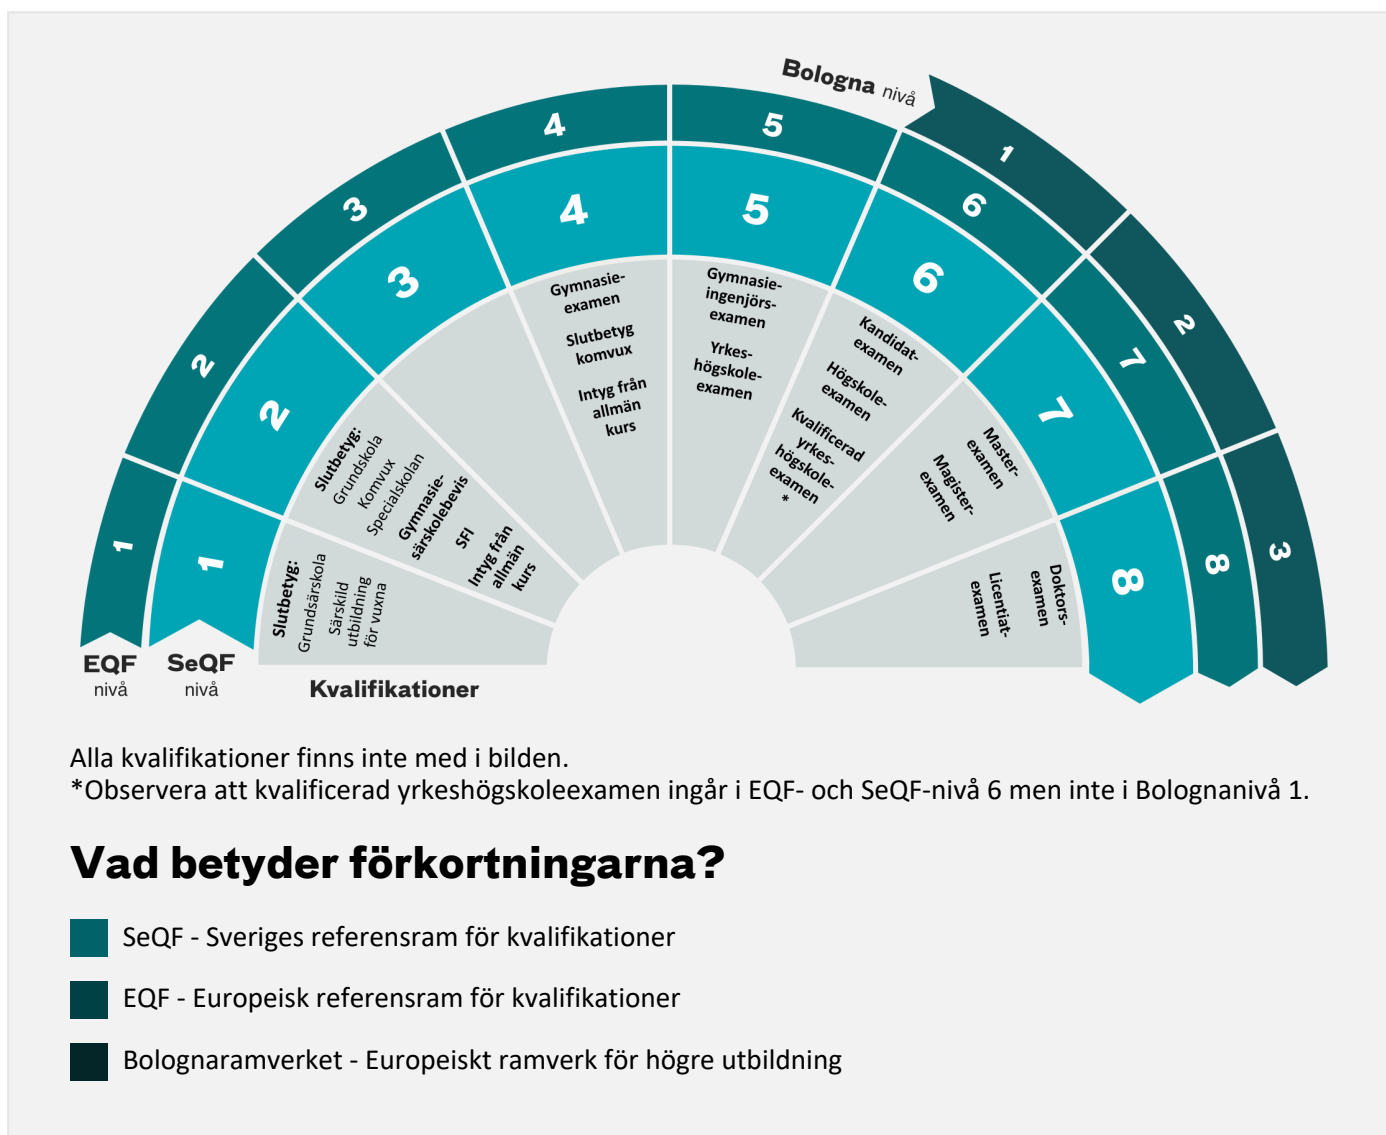 Bologna nivå
1
2
3
1
2
3
4
5
6
7
8
1
2
3
4
5
6
7
8
EQF
nivå
SeQF
nivå
Kvalifikationer
Slutbetyg:
Grundsärskola
Särskild
utbildning
för vuxna
Slutbetyg:
Grundskola
Komvux
Specialskolan
Gymnasie-
särskolebevis
SFI
Intyg från
allmän
kurs
Gymnasie-
examen
Slutbetyg
komvux
Intyg från
allmän
kurs
Gymnasie-
ingenjörs-
examen
Yrkes-
högskole-
examen
Kandidat-
examen
Högskole-
examen
Kvalificerad
yrkes-
högskole-
examen
*
Master-
examen
Magister-
examen
Doktors-
examen
Licentiat-
examen
Alla kvalifikationer finns inte med i bilden.
*Observera att kvalificerad yrkeshögskoleexamen ingår i EQF- och SeQF-nivå 6 men inte i Bolognanivå 1.
Vad betyder förkortningarna?
SeQF - Sveriges referensram för kvalifikationer
EQF - Europeisk referensram för kvalifikationer
Bolognaramverket - Europeiskt ramverk för högre utbildning